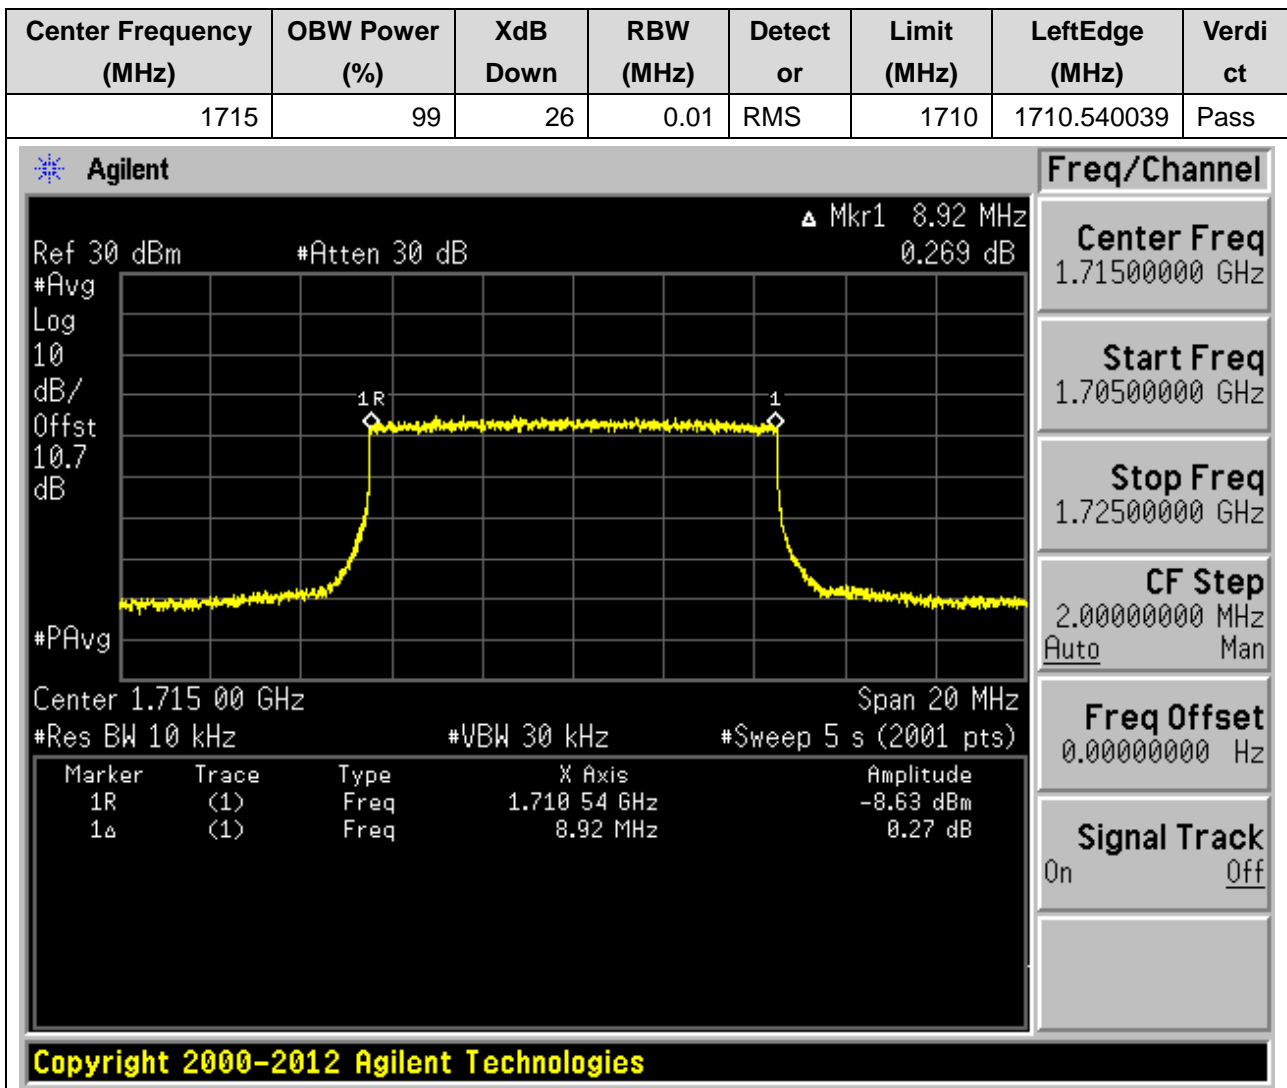 Center Frequency (MHz) OBW Power (%) XdB Down RBW (MHz) Detect or Limit (MHz) LeftEdge (MHz) Verdi ct
1715 99 26 0.01 RMS 1710 1710.540039 Pass
Agilent
Freq/Channel
Δ Mkr1 8.92 MHz
Ref 30 dBm #Atten 30 dB 0.269 dB
#Avg
Log
10
dB/
Offst
10.7
dB
#PAvg
1R
1
Center 1.715 00 GHz Span 20 MHz
#Res BW 10 kHz #VBW 30 kHz #Sweep 5 s (2001 pts)
Marker Trace Type X Axis Amplitude
1R (1) Freq 1.710 54 GHz -8.63 dBm
1Δ (1) Freq 8.92 MHz 0.27 dB
Center Freq
1.71500000 GHz
Start Freq
1.70500000 GHz
Stop Freq
1.72500000 GHz
CF Step
2.00000000 MHz
Auto Man
Freq Offset
0.00000000 Hz
Signal Track
On Off
Copyright 2000-2012 Agilent Technologies